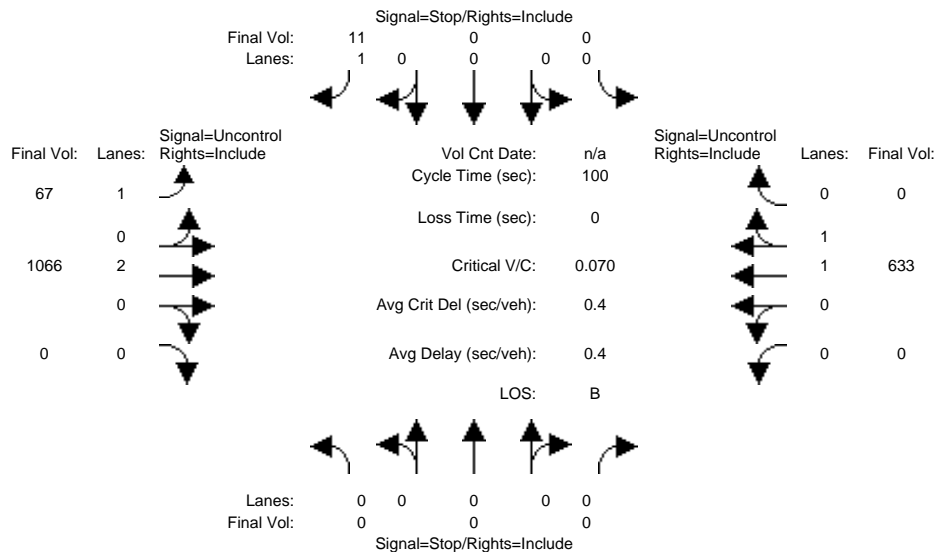 Signal=Stop/Rights=Include
Final Vol: 11 0 0
Lanes: 1 0 0 0 0
Signal=Uncontrol
Final Vol: Lanes: Rights=Include
Vol Cnt Date: n/a
Signal=Uncontrol
Rights=Include Lanes: Final Vol:
Cycle Time (sec): 100
67 1
0 0
Loss Time (sec): 0
0
1
1066 2
Critical V/C: 0.070
1 633
0
Avg Crit Del (sec/veh): 0.4
0
0 0
Avg Delay (sec/veh): 0.4
0 0
LOS: B
Lanes: 0 0 0 0 0
Final Vol: 0 0 0
Signal=Stop/Rights=Include